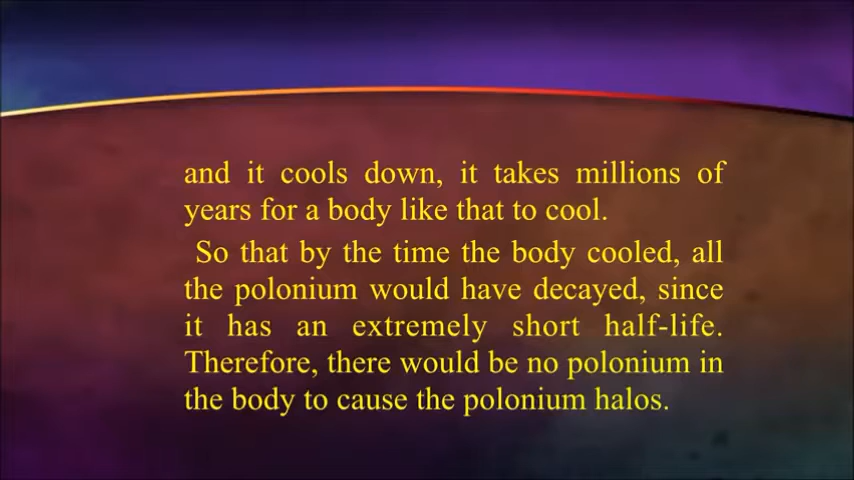 and it cools down, it takes millions of
years for a body like that to cool.
So that by the time the body cooled, all
the polonium would have decayed, since
it has an extremely short half-life.
Therefore, there would be no polonium in
the body to cause the polonium halos.